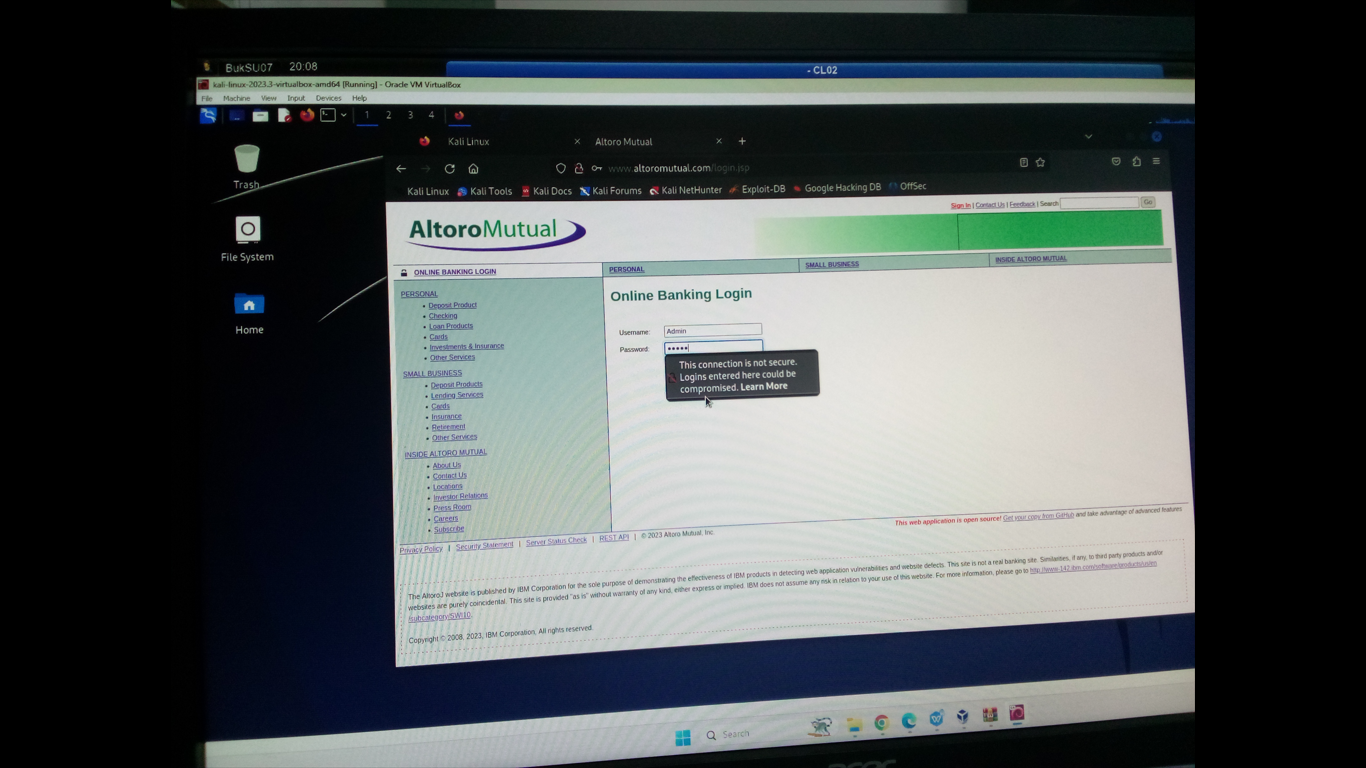 BukSU07 20:08
- CL02
kali-linux-2023.3-virtualbox-amd64 [Running] - Oracle VM VirtualBox
File Machine View Input Devices Help
1 2 3 4
Kali Linux × Altoro Mutual × +
www.altoromutual.com/login.jsp
Kali Linux Kali Tools Kali Docs Kali Forums Kali NetHunter Exploit-DB Google Hacking DB OffSec
Trash
File System
Home
Sign In | Contact Us | Feedback | Search Go
AltoroMutual
ONLINE BANKING LOGIN
PERSONAL
SMALL BUSINESS
INSIDE ALTORO MUTUAL
PERSONAL
• Deposit Product
• Checking
• Loan Products
• Cards
• Investments & Insurance
• Other Services
SMALL BUSINESS
• Deposit Products
• Lending Services
• Cards
• Insurance
• Retirement
• Other Services
INSIDE ALTORO MUTUAL
• About Us
• Contact Us
• Locations
• Investor Relations
• Press Room
• Careers
• Subscribe
Online Banking Login
Username: Admin
Password: •••••
This connection is not secure.
Logins entered here could be
compromised. Learn More
This web application is open source! Get your copy from GitHub and take advantage of advanced features
Privacy Policy | Security Statement | Server Status Check | REST API | © 2023 Altoro Mutual, Inc.
The AltoroJ website is published by IBM Corporation for the sole purpose of demonstrating the effectiveness of IBM products in detecting web application vulnerabilities and website defects. This site is not a real banking site. Similarities, if any, to third party products and/or
websites are purely coincidental. This site is provided "as is" without warranty of any kind, either express or implied. IBM does not assume any risk in relation to your use of this website. For more information, please go to http://www-142.ibm.com/software/products/us/en
/subcategory/SWI10.
Copyright © 2008, 2023, IBM Corporation, All rights reserved.
Search